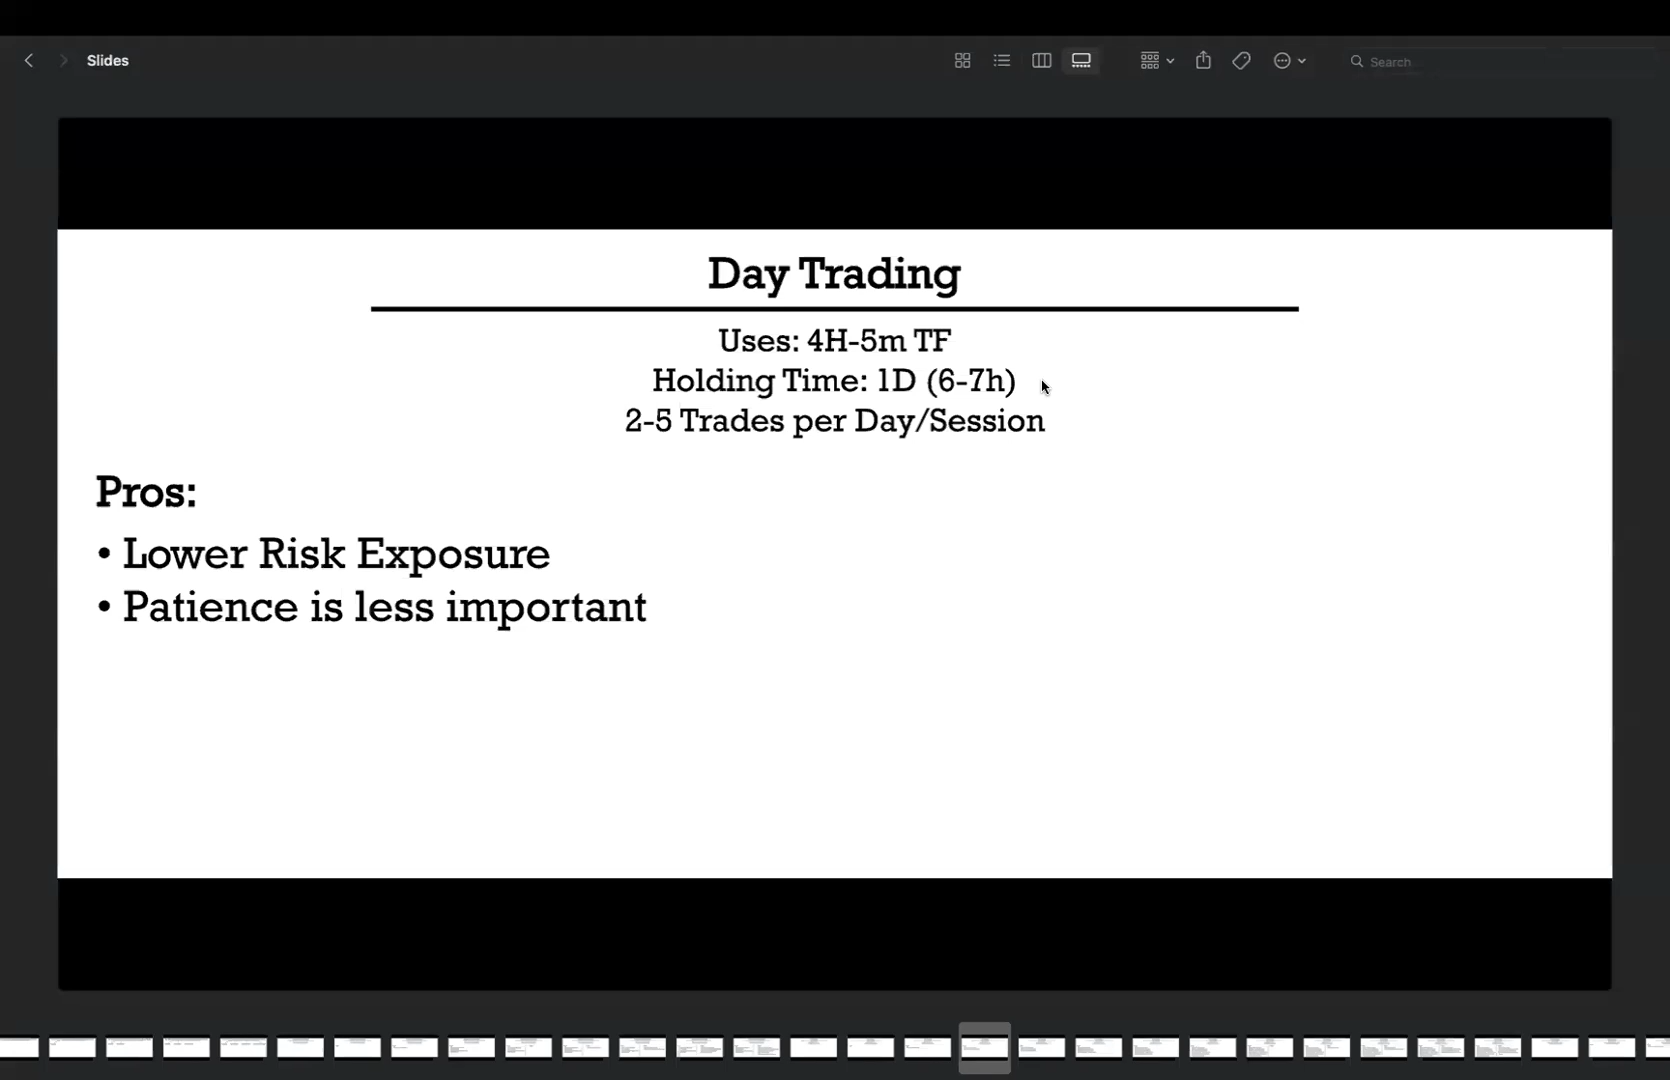 Slides
Search
Day Trading
Uses: 4H-5m TF
Holding Time: 1D (6-7h)
2-5 Trades per Day/Session
Pros:
• Lower Risk Exposure
• Patience is less important